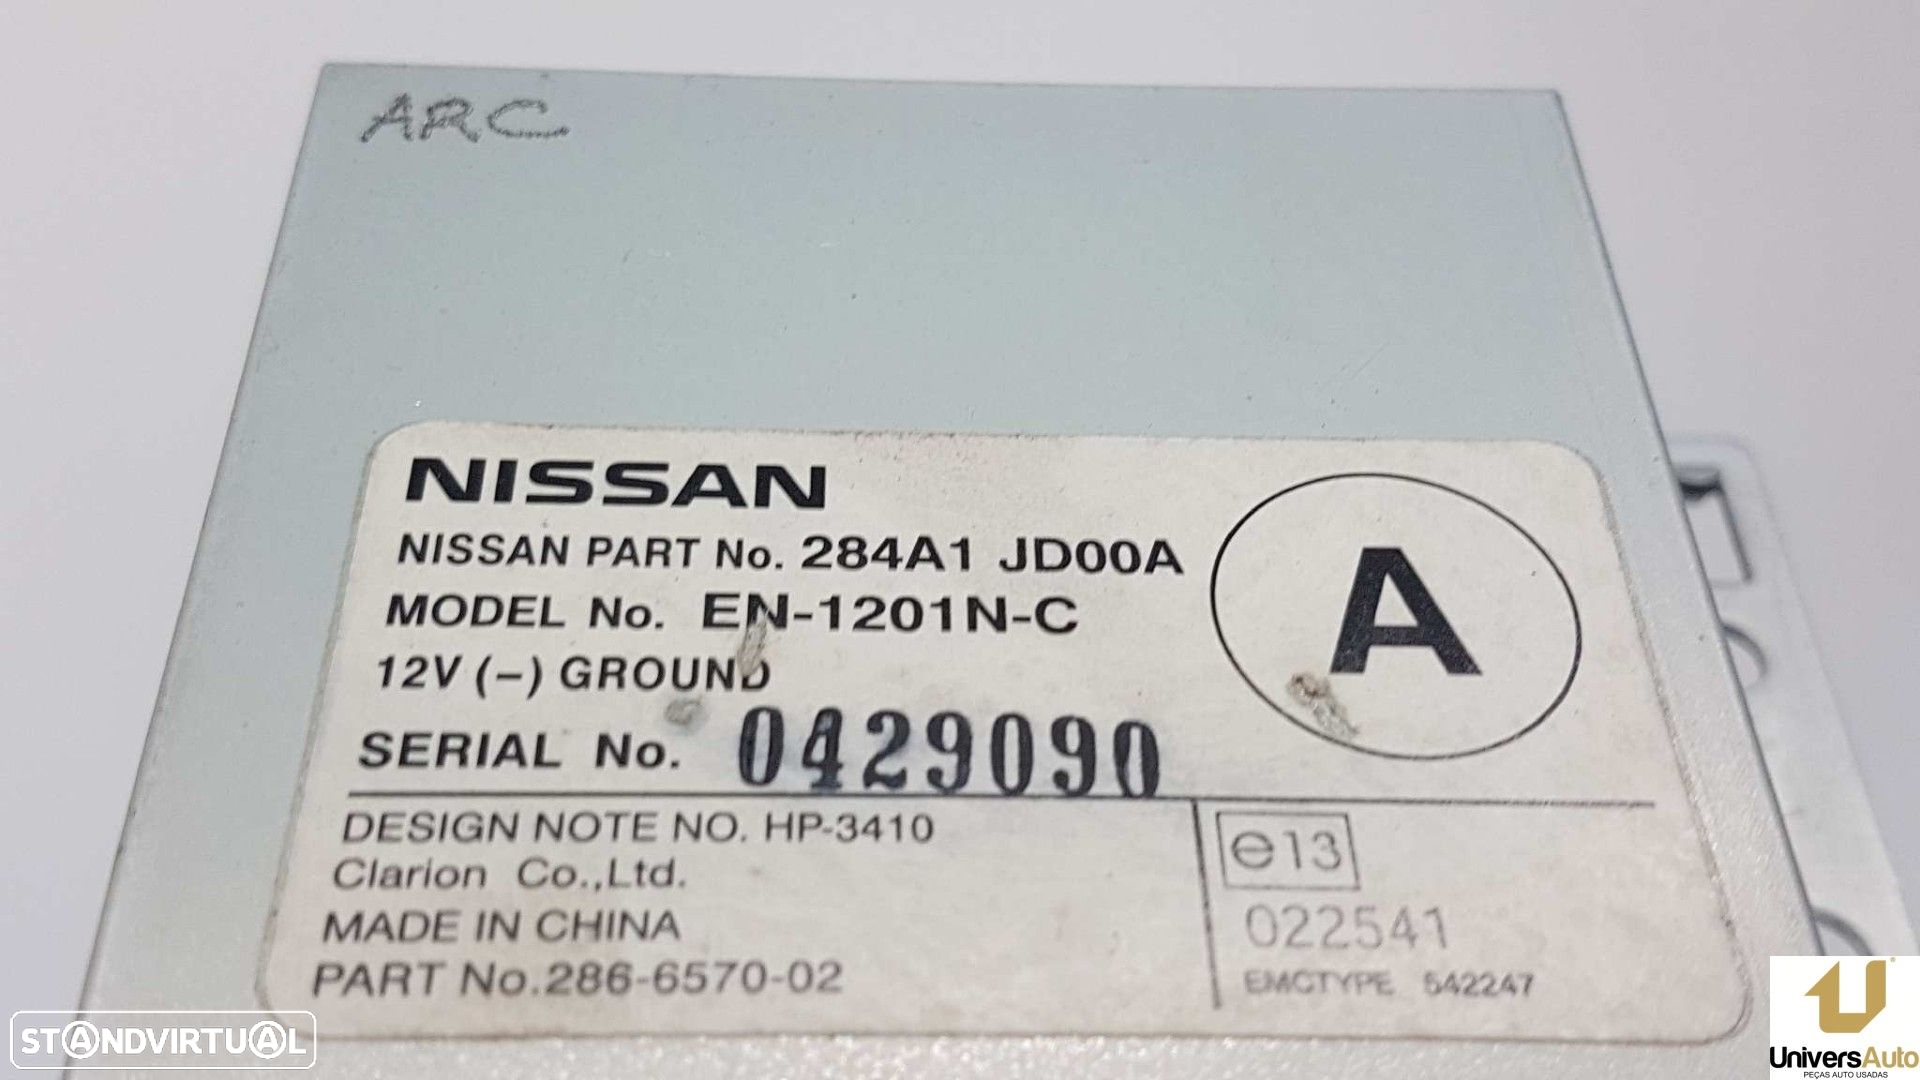 ARC
NISSAN
NISSAN PART No. 284A1 JD00A
MODEL No. EN-1201N-C
12V (–) GROUND
SERIAL No. 0429090
A
DESIGN NOTE NO. HP-3410
Clarion Co.,Ltd.
MADE IN CHINA
PART No.286-6570-02
e13
022541
EMCTYPE 542247
STANDVIRTUAL
UniversAuto
PEÇAS AUTO USADAS